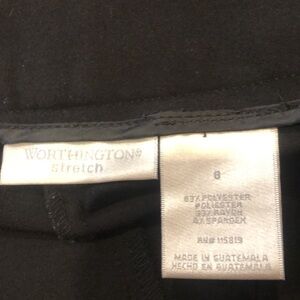 WORTHINGTON®
stretch
8
63% POLYESTER
POLIESTER
33% RAYON
4% SPANDEX
RN# 115819
MADE IN GUATEMALA
HECHO EN GUATEMALA